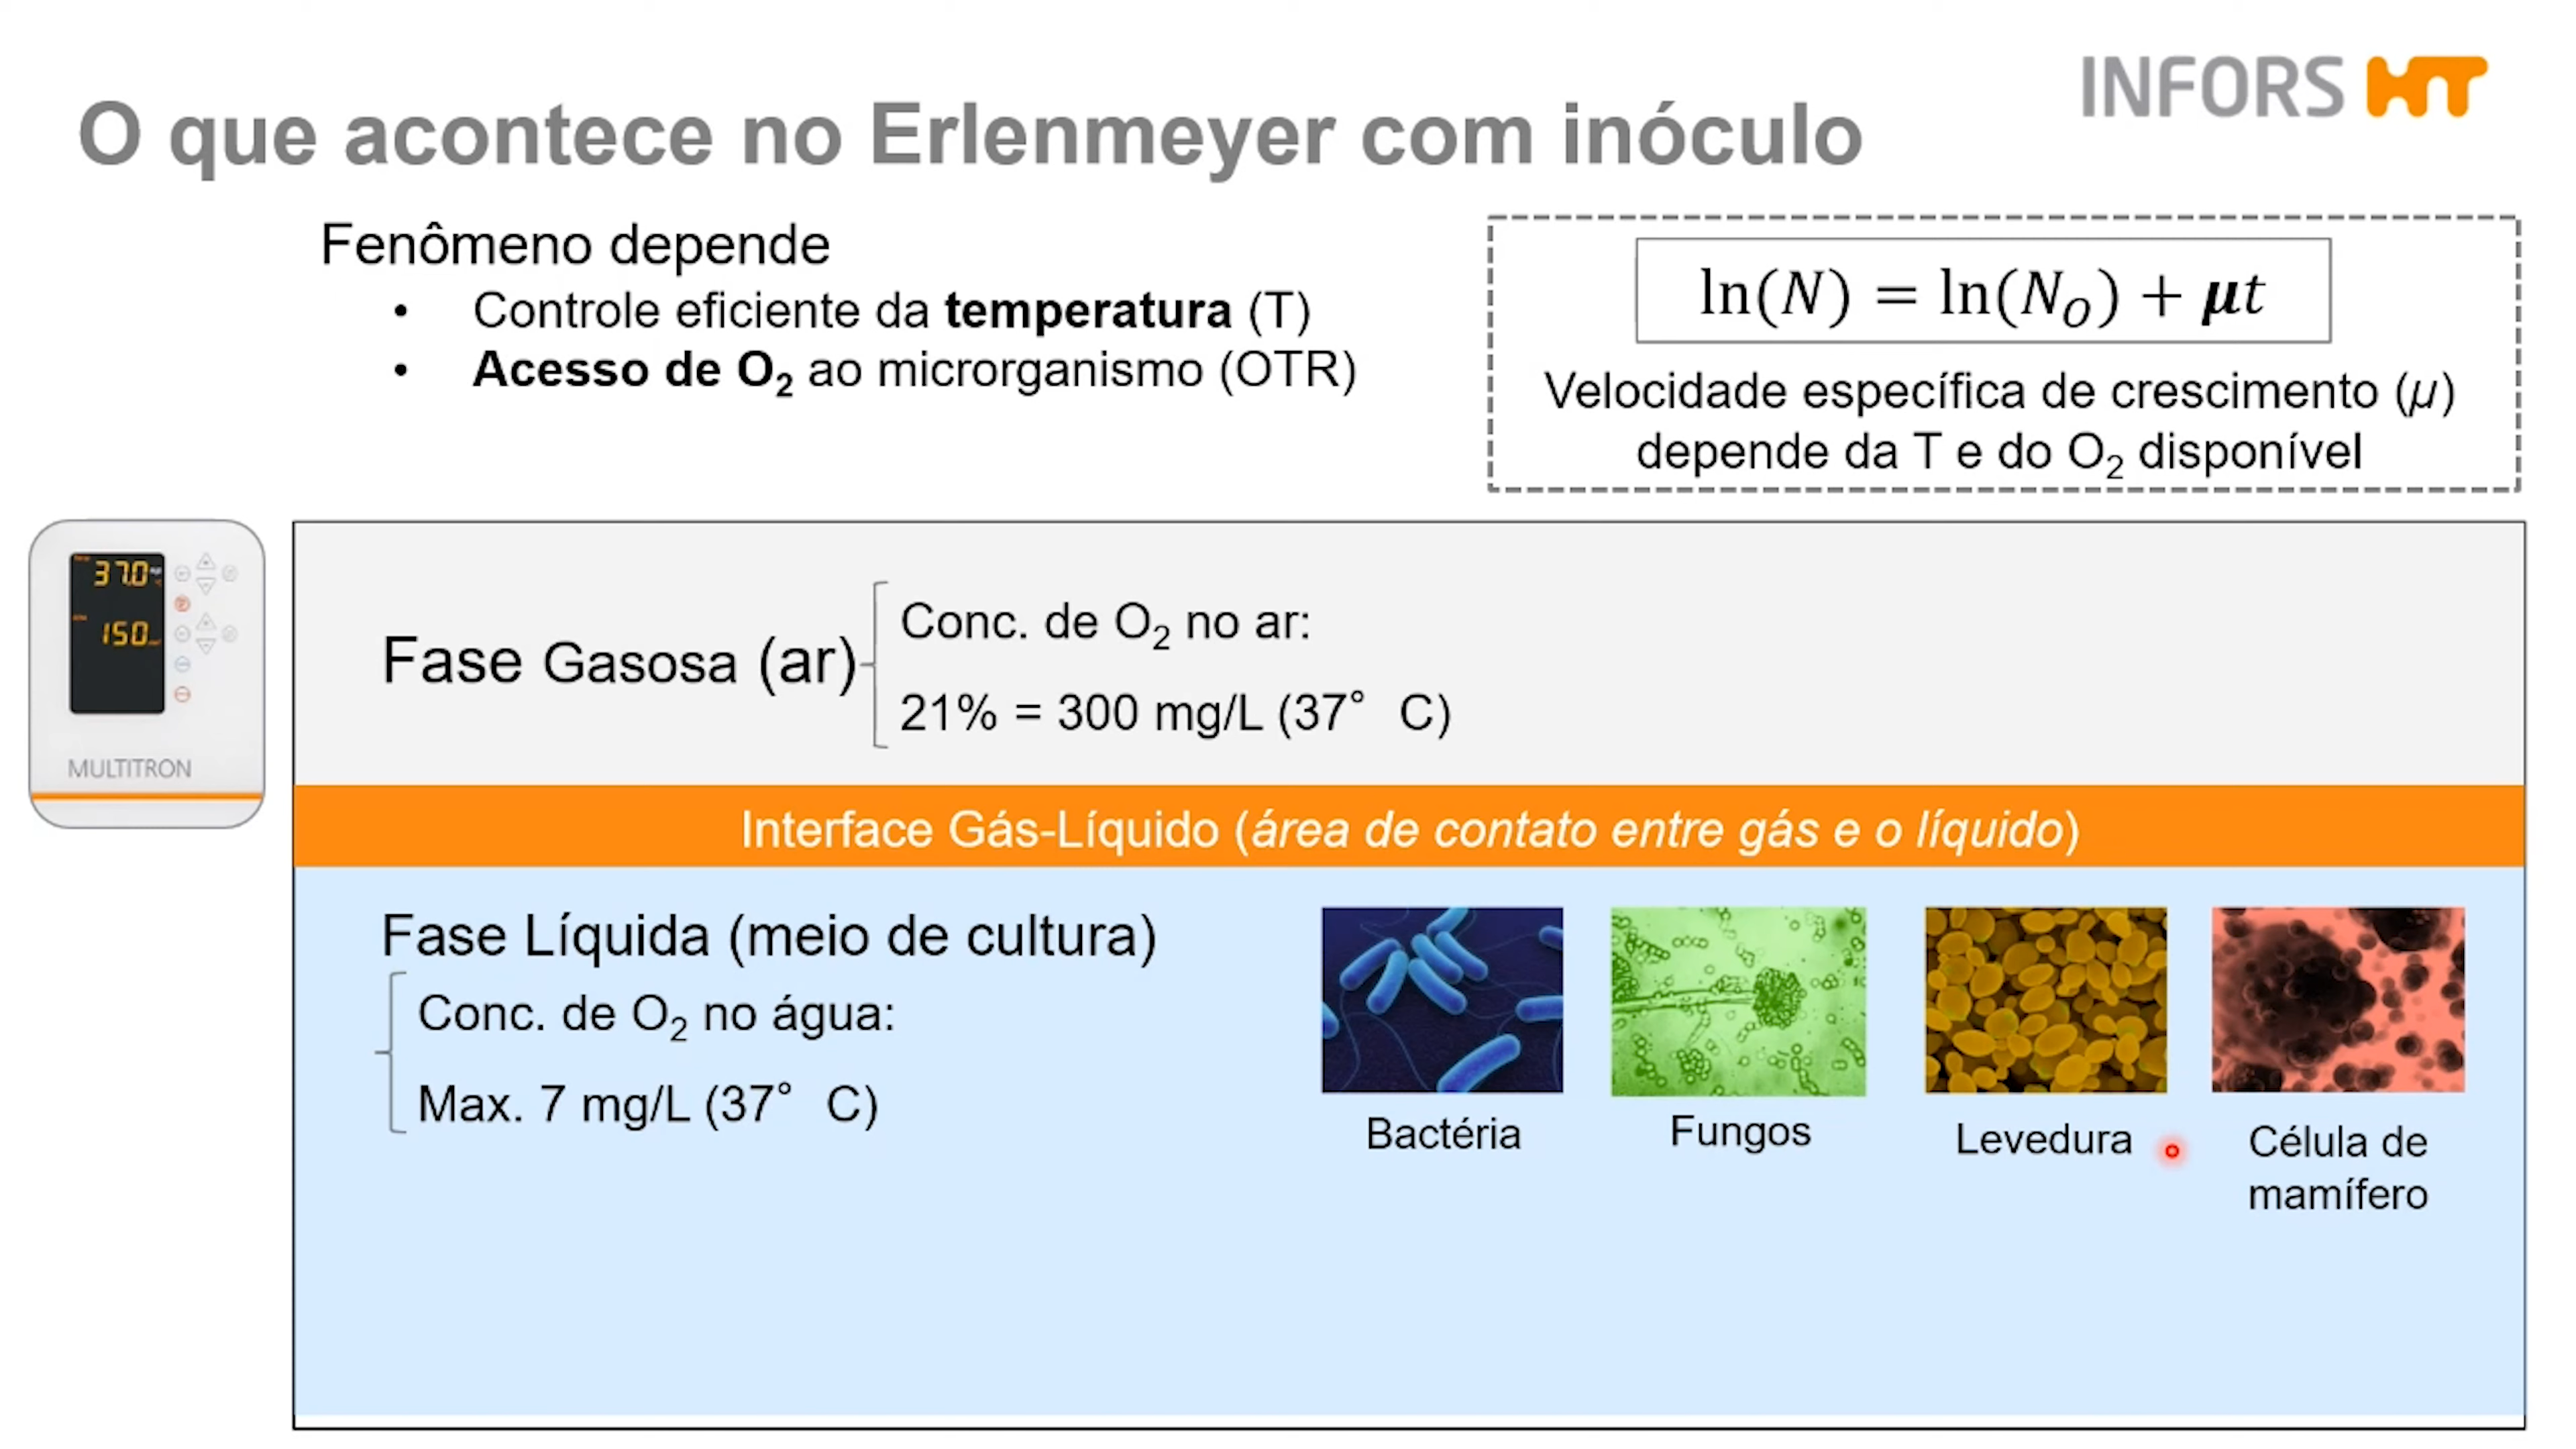 INFORS HT
O que acontece no Erlenmeyer com inóculo
Fenômeno depende
• Controle eficiente da temperatura (T)
• Acesso de O₂ ao microrganismo (OTR)
ln(N) = ln(N_O) + μt
Velocidade específica de crescimento (μ)
depende da T e do O₂ disponível
37.0
150
MULTITRON
Fase Gasosa (ar)
Conc. de O₂ no ar:
21% = 300 mg/L (37° C)
Interface Gás-Líquido (área de contato entre gás e o líquido)
Fase Líquida (meio de cultura)
Conc. de O₂ no água:
Max. 7 mg/L (37° C)
Bactéria
Fungos
Levedura
Célula de
mamífero